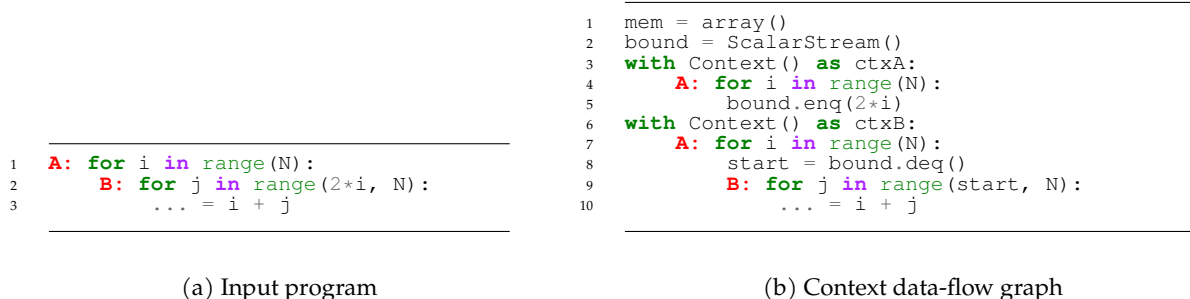 1 A: for i in range(N):
2     B: for j in range(2*i, N):
3         ... = i + j
(a) Input program
1 mem = array()
2 bound = ScalarStream()
3 with Context() as ctxA:
4     A: for i in range(N):
5         bound.enq(2*i)
6 with Context() as ctxB:
7     A: for i in range(N):
8         start = bound.deq()
9         B: for j in range(start, N):
10             ... = i + j
(b) Context data-flow graph